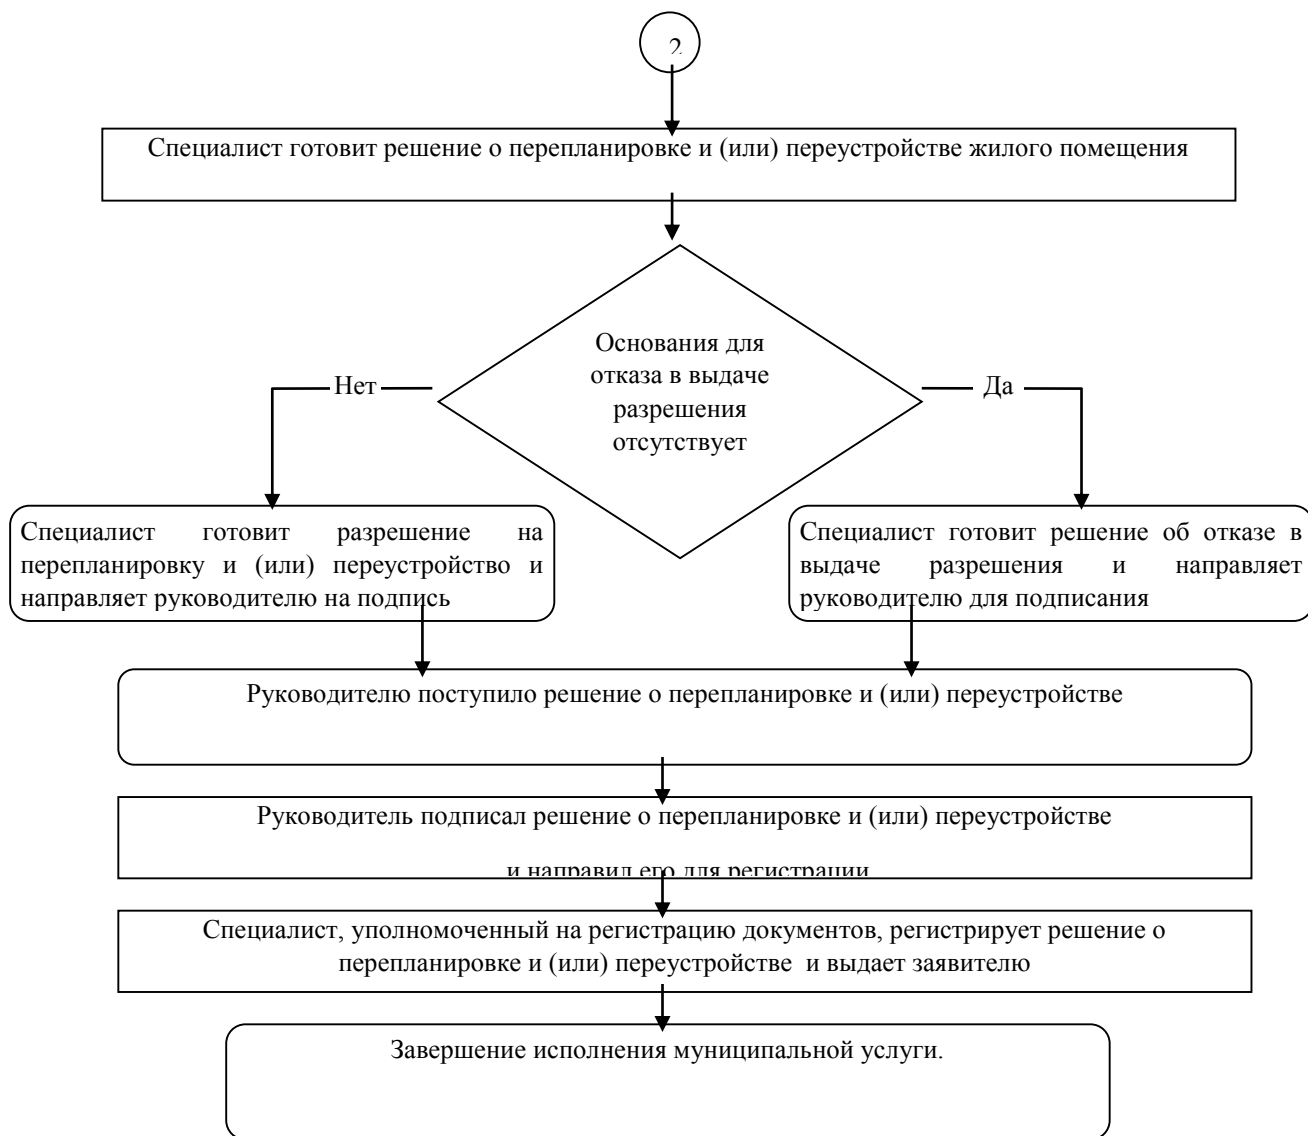 2
Специалист готовит решение о перепланировке и (или) переустройстве жилого помещения
Основания для
отказа в выдаче
разрешения
отсутствует
Нет
Да
Специалист готовит разрешение на
перепланировку и (или) переустройство и
направляет руководителю на подпись
Специалист готовит решение об отказе в
выдаче разрешения и направляет
руководителю для подписания
Руководителю поступило решение о перепланировке и (или) переустройстве
Руководитель подписал решение о перепланировке и (или) переустройстве
и направил его для регистрации
Специалист, уполномоченный на регистрацию документов, регистрирует решение о
перепланировке и (или) переустройстве и выдает заявителю
Завершение исполнения муниципальной услуги.